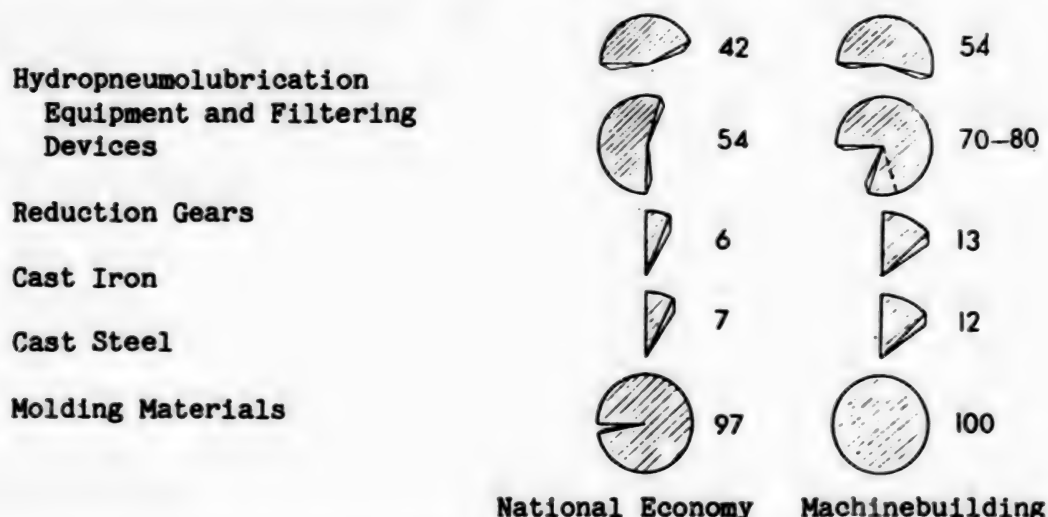 42 54
Hydropneumolubrication
Equipment and Filtering
Devices 54 70–80
Reduction Gears 6 13
Cast Iron
7 12
Cast Steel
Molding Materials 97 100
National Economy Machinebuilding